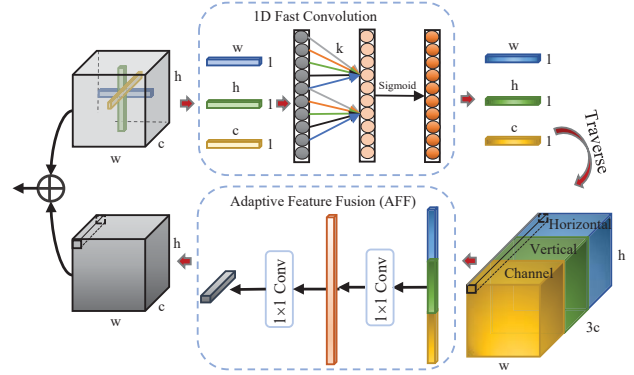 1D Fast Convolution
w
l
h
l
c
l
k
Sigmoid
w
l
h
l
c
l
h
w
c
Traverse
Adaptive Feature Fusion (AFF)
1×1 Conv
1×1 Conv
h
w
c
Horizontal
Vertical
Channel
h
3c
w